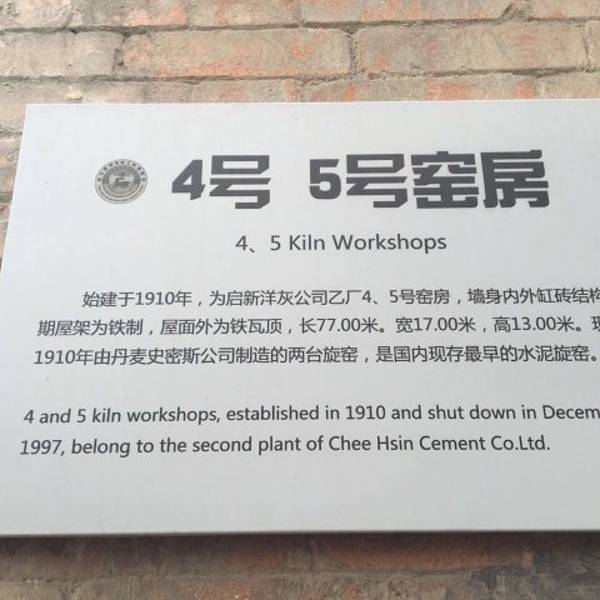 4号 5号窑房
4、5 Kiln Workshops
始建于1910年，为启新洋灰公司乙厂4、5号窑房，墙身内外缸砖结构
期屋架为铁制，屋面外为铁瓦顶，长77.00米。宽17.00米，高13.00米。现
1910年由丹麦史密斯公司制造的两台旋窑，是国内现存最早的水泥旋窑。
4 and 5 kiln workshops, established in 1910 and shut down in Decem
1997, belong to the second plant of Chee Hsin Cement Co.Ltd.